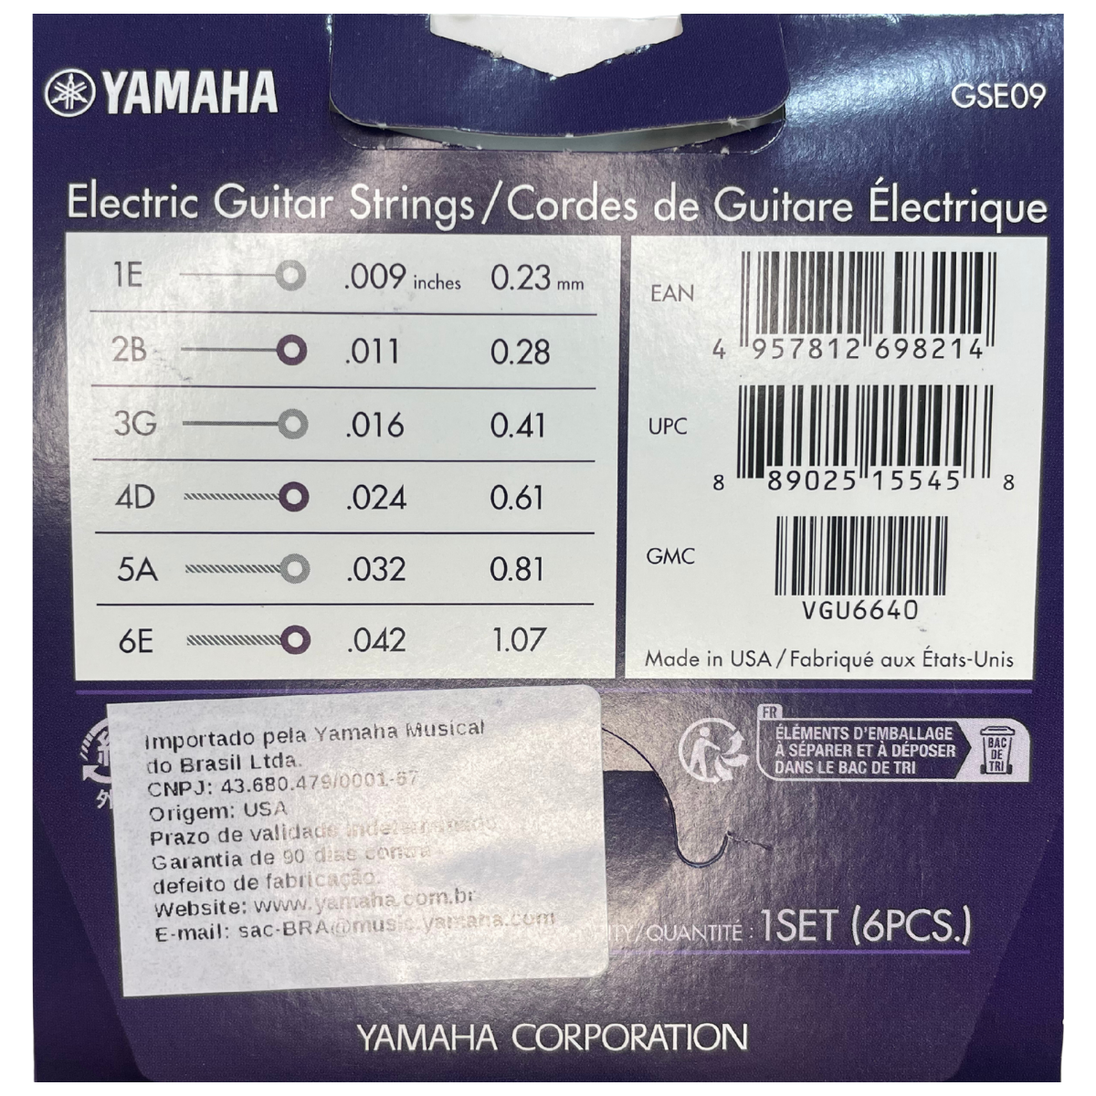 YAMAHA
GSE09
Electric Guitar Strings/Cordes de Guitare Électrique
1E .009 inches 0.23 mm
2B .011 0.28
3G .016 0.41
4D .024 0.61
5A .032 0.81
6E .042 1.07
EAN
4 957812 698214
UPC
8 89025 15545 8
GMC
VGU6640
Made in USA/Fabriqué aux États-Unis
Importado pela Yamaha Musical
do Brasil Ltda.
CNPJ: 43.680.479/0001-67
Origem: USA
Prazo de validade indeterminado
Garantia de 90 dias contra
defeito de fabricação.
Website: www.yamaha.com.br
E-mail: sac-BRA@music.yamaha.com
FR
ÉLÉMENTS D'EMBALLAGE
À SÉPARER ET À DÉPOSER
DANS LE BAC DE TRI
BAC
DE
TRI
外
/QUANTITÉ : 1SET (6PCS.)
YAMAHA CORPORATION